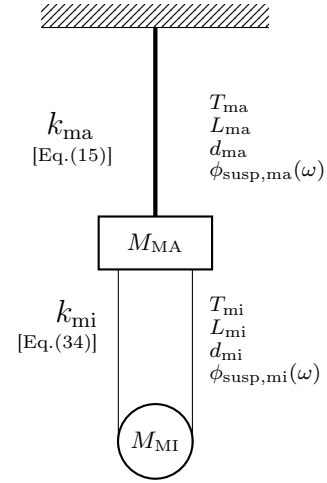 k_ma
[Eq.(15)]
T_ma
L_ma
d_ma
ϕ_susp,ma(ω)
M_MA
k_mi
[Eq.(34)]
T_mi
L_mi
d_mi
ϕ_susp,mi(ω)
M_MI